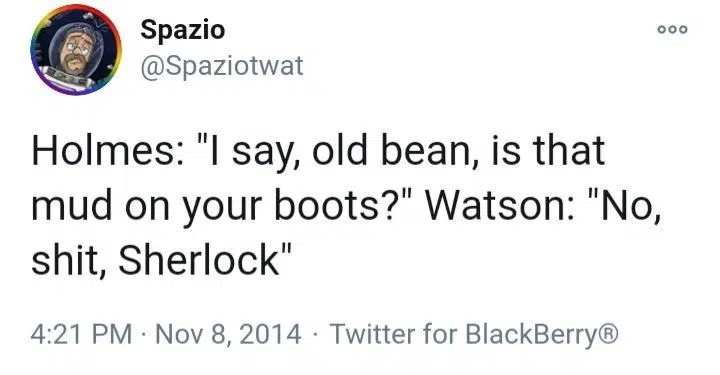 Spazio
@Spaziotwat
Holmes: "I say, old bean, is that
mud on your boots?" Watson: "No,
shit, Sherlock"
4:21 PM · Nov 8, 2014 · Twitter for BlackBerry®